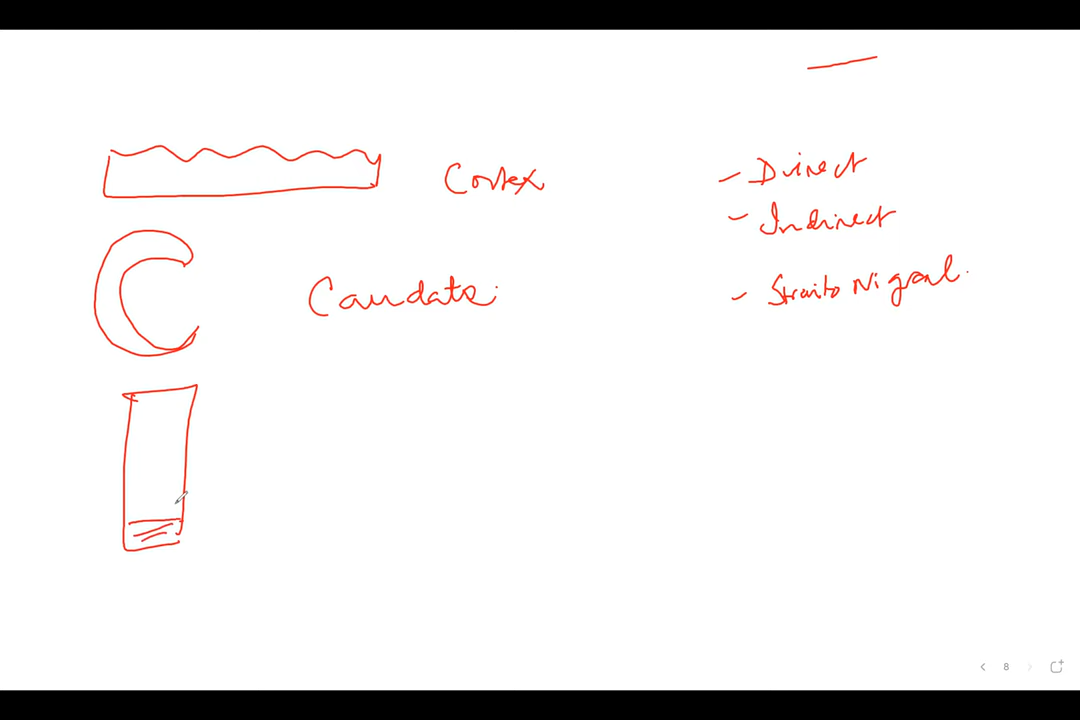 Cortex
- Direct
- Indirect
Caudate.
- Straito Nigral.
8